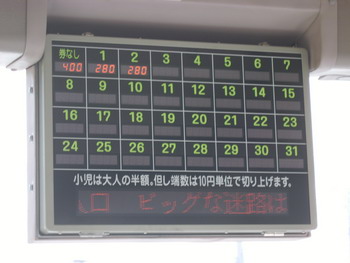 券なし 1 2 3 4 5 6 7
400 280 280
8 9 10 11 12 13 14 15
16 17 18 19 20 21 22 23
24 25 26 27 28 29 30 31
小児は大人の半額。但し端数は10円単位で切り上げます。
□ ビッグな迷路は